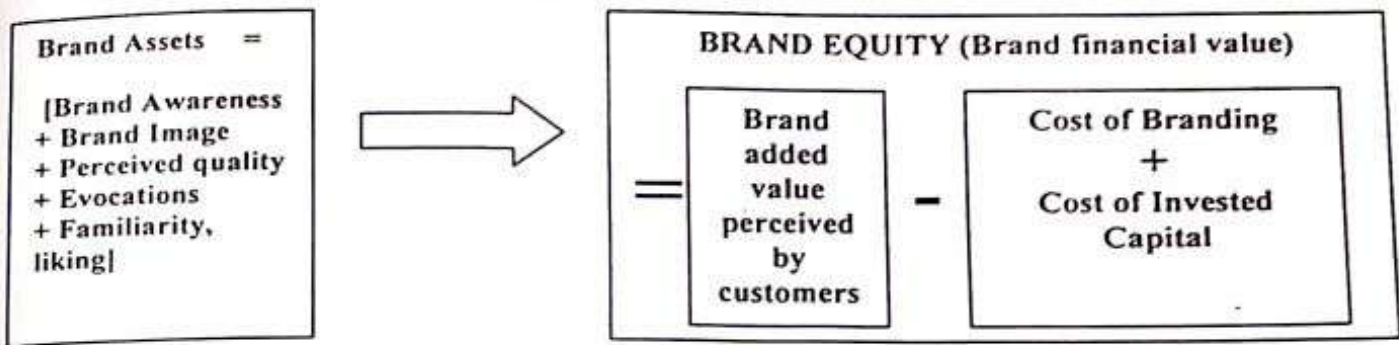 Brand Assets =
[Brand Awareness
+ Brand Image
+ Perceived quality
+ Evocations
+ Familiarity,
liking]
BRAND EQUITY (Brand financial value)
=
Brand
added
value
perceived
by
customers
-
Cost of Branding
+
Cost of Invested
Capital